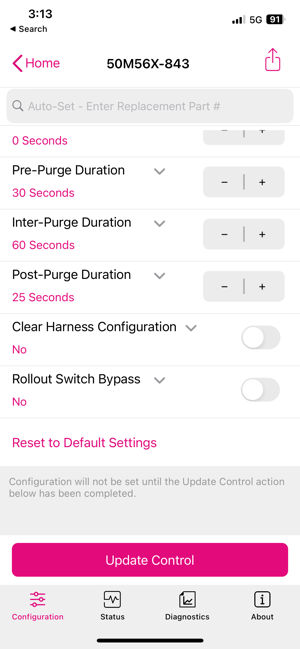 3:13
5G 91
Search
Home
50M56X-843
Auto-Set - Enter Replacement Part #
0 Seconds
Pre-Purge Duration
30 Seconds
Inter-Purge Duration
60 Seconds
Post-Purge Duration
25 Seconds
Clear Harness Configuration
No
Rollout Switch Bypass
No
Reset to Default Settings
Configuration will not be set until the Update Control action
below has been completed.
Update Control
Configuration Status Diagnostics About